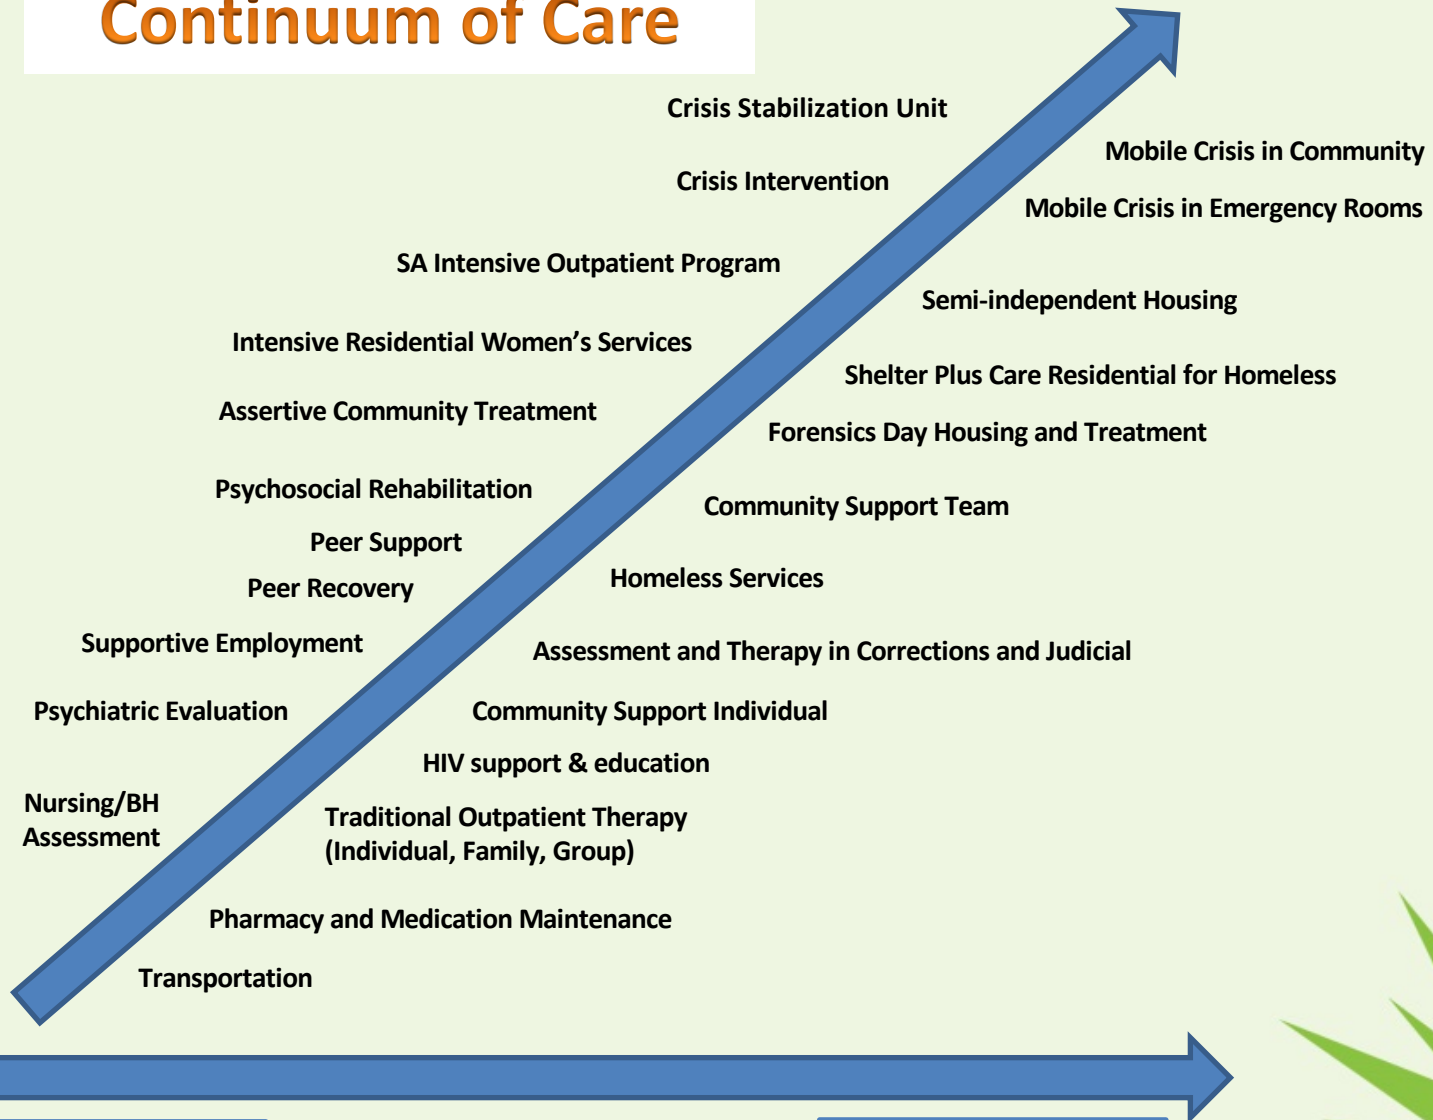 Continuum of Care
Crisis Stabilization Unit
Mobile Crisis in Community
Crisis Intervention
Mobile Crisis in Emergency Rooms
SA Intensive Outpatient Program
Semi-independent Housing
Intensive Residential Women’s Services
Shelter Plus Care Residential for Homeless
Assertive Community Treatment
Forensics Day Housing and Treatment
Psychosocial Rehabilitation
Community Support Team
Peer Support
Homeless Services
Peer Recovery
Supportive Employment
Assessment and Therapy in Corrections and Judicial
Psychiatric Evaluation
Community Support Individual
HIV support & education
Nursing/BH
Assessment
Traditional Outpatient Therapy
(Individual, Family, Group)
Pharmacy and Medication Maintenance
Transportation